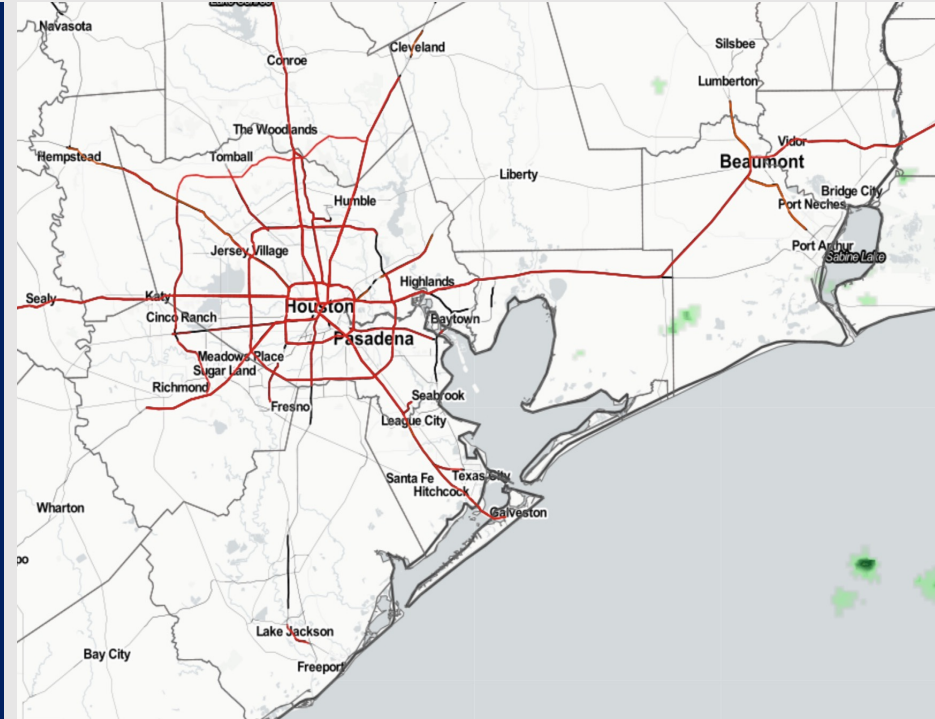 Navasota
Cleveland
Silsbee
Conroe
Lumberton
The Woodlands
Hempstead
Tomball
Vidor
Beaumont
Liberty
Bridge City
Humble
Port Neches
Jersey Village
Port Arthur
Sabine Lake
Highlands
Sealy
Katy
Houston
Cinco Ranch
Baytown
Pasadena
Meadows Place
Sugar Land
Richmond
Seabrook
Fresno
League City
Santa Fe
Texas City
Hitchcock
Galveston
Wharton
po
Lake Jackson
Bay City
Freeport